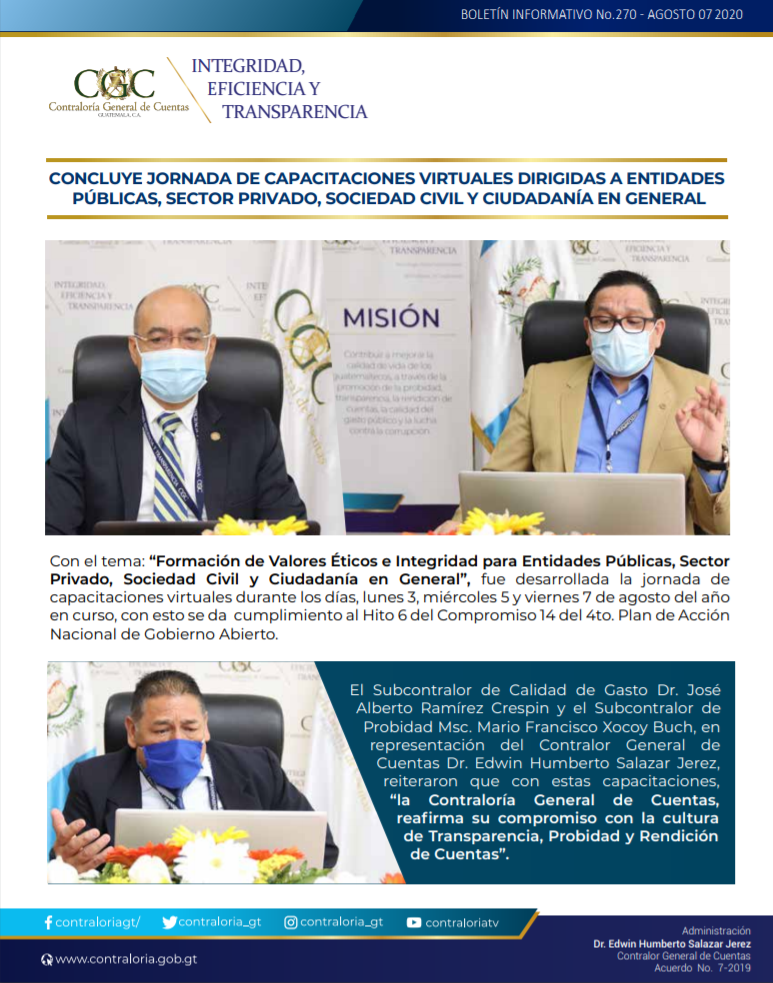 BOLETÍN INFORMATIVO No.270 - AGOSTO 07 2020
CGC
Contraloría General de Cuentas
GUATEMALA, C.A.
INTEGRIDAD,
EFICIENCIA Y
TRANSPARENCIA
CONCLUYE JORNADA DE CAPACITACIONES VIRTUALES DIRIGIDAS A ENTIDADES
PÚBLICAS, SECTOR PRIVADO, SOCIEDAD CIVIL Y CIUDADANÍA EN GENERAL
INTEGRIDAD,
EFICIENCIA Y
TRANSPARENCIA
MISIÓN
Contribuir a mejorar la
calidad de vida de los
guatemaltecos, a través de la
promoción de la probidad,
transparencia, la rendición de
cuentas, la calidad del
gasto público y la lucha
contra la corrupción.
CGC
EFICIENCIA Y
TRANSPARENCIA
Con el tema: “Formación de Valores Éticos e Integridad para Entidades Públicas, Sector
Privado, Sociedad Civil y Ciudadanía en General”, fue desarrollada la jornada de
capacitaciones virtuales durante los días, lunes 3, miércoles 5 y viernes 7 de agosto del año
en curso, con esto se da cumplimiento al Hito 6 del Compromiso 14 del 4to. Plan de Acción
Nacional de Gobierno Abierto.
El Subcontralor de Calidad de Gasto Dr. José
Alberto Ramírez Crespin y el Subcontralor de
Probidad Msc. Mario Francisco Xocoy Buch, en
representación del Contralor General de
Cuentas Dr. Edwin Humberto Salazar Jerez,
reiteraron que con estas capacitaciones,
“la Contraloría General de Cuentas,
reafirma su compromiso con la cultura
de Transparencia, Probidad y Rendición
de Cuentas”.
contraloriagt/
contraloria_gt
contraloria_gt
contraloriatv
www.contraloria.gob.gt
Administración
Dr. Edwin Humberto Salazar Jerez
Contralor General de Cuentas
Acuerdo No. 7-2019